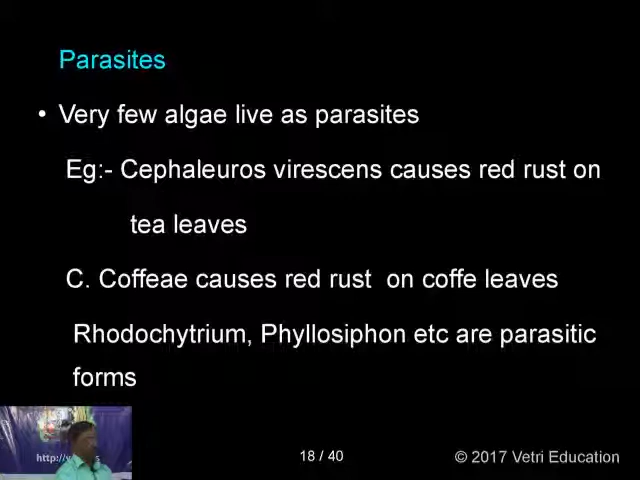 Parasites
• Very few algae live as parasites
Eg:- Cephaleuros virescens causes red rust on
tea leaves
C. Coffeae causes red rust on coffe leaves
Rhodochytrium, Phyllosiphon etc are parasitic
forms
18 / 40
© 2017 Vetri Education